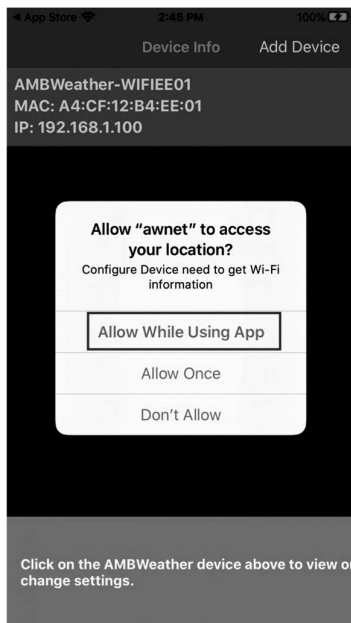 ◀ App Store 2:45 PM 100%
Device Info Add Device
AMBWeather-WIFIEE01
MAC: A4:CF:12:B4:EE:01
IP: 192.168.1.100
Allow “awnet” to access
your location?
Configure Device need to get Wi-Fi
information
Allow While Using App
Allow Once
Don’t Allow
Click on the AMBWeather device above to view or
change settings.